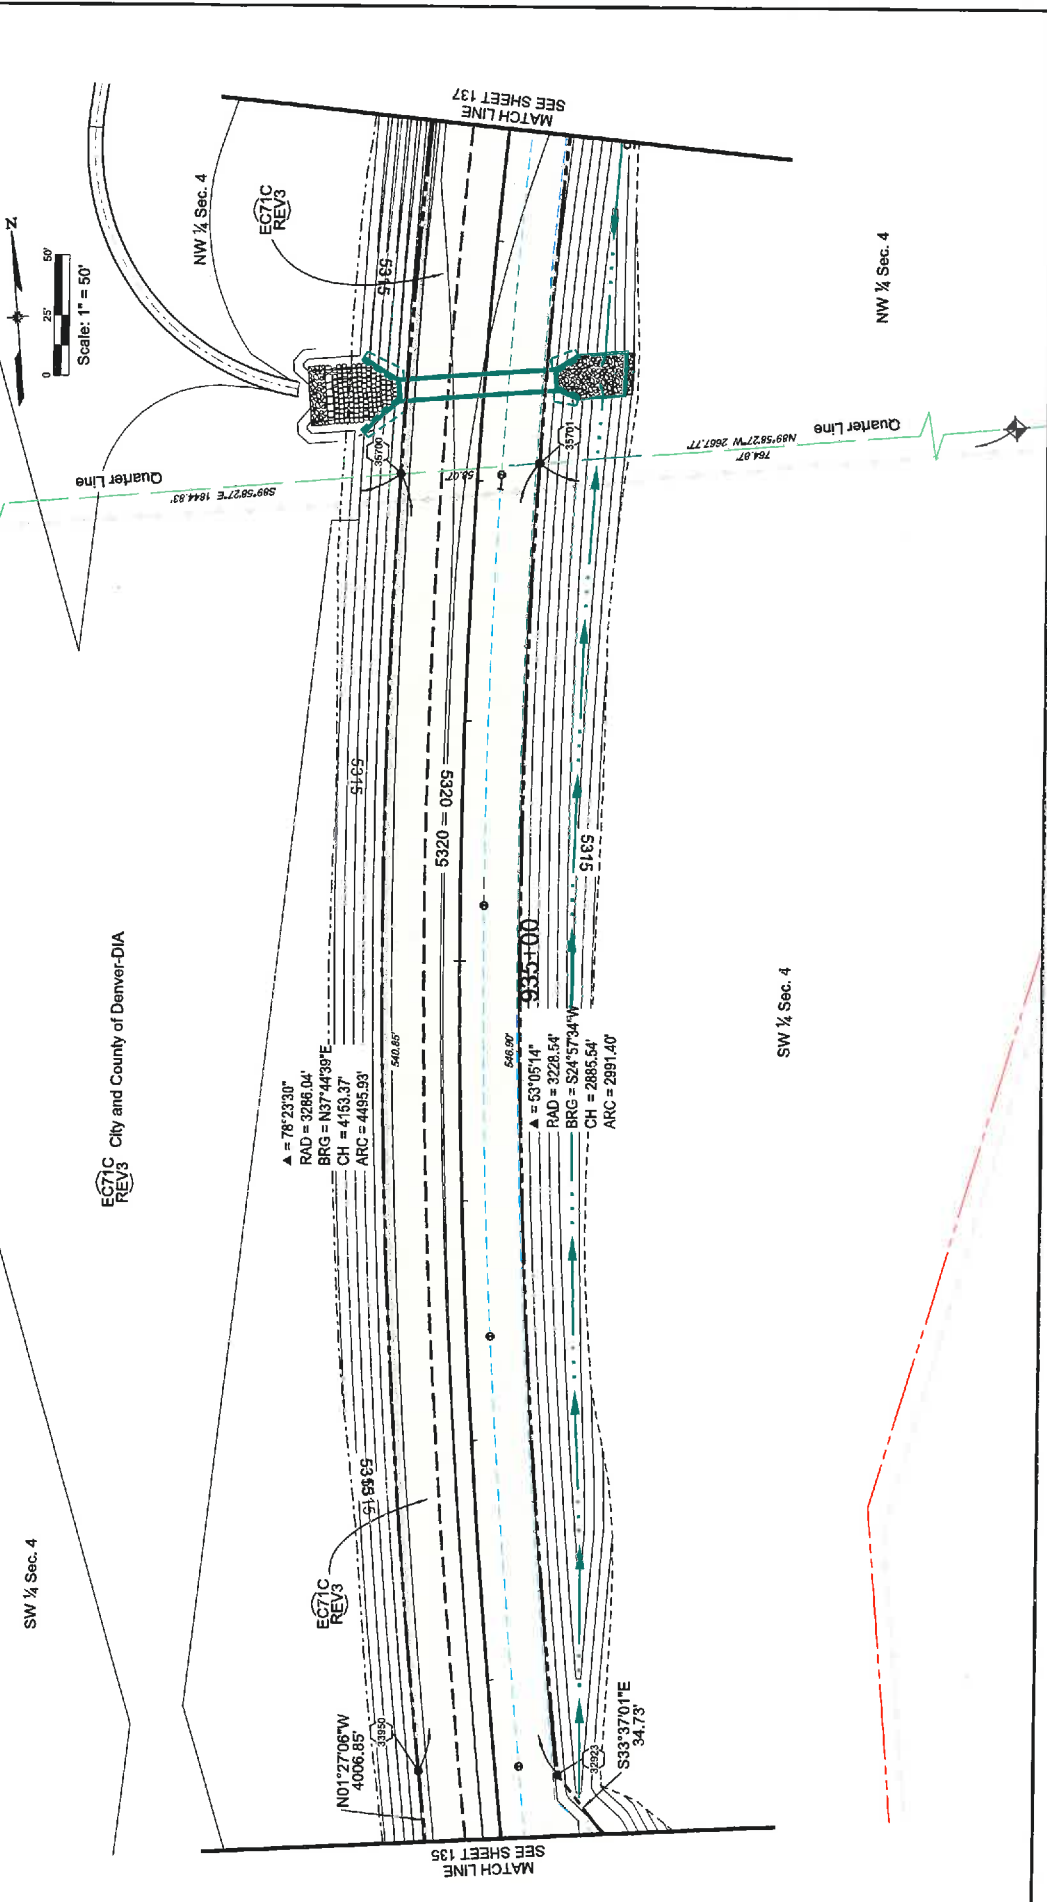 MATCH LINE
SEE SHEET 137
Z
0
25'
50'
Scale: 1" = 50'
NW ¼ Sec. 4
EC71C
REV3
5315
NW ¼ Sec. 4
Quarter Line
S89°58'27"E 1844.83'
35700
58.07'
35701
N89°58'27"W 2687.77'
764.87'
Quarter Line
5315
5320
5320
5315
935+00
EC71C
REV3
City and County of Denver-DIA
▲ = 78°23'30"
RAD = 3286.04'
BRG = N37°44'39"E
CH = 4153.37'
ARC = 4495.93'
540.85'
546.90'
▲ = 53°05'14"
RAD = 3228.54'
BRG = S24°57'34"W
CH = 2885.54'
ARC = 2991.40'
SW ¼ Sec. 4
SW ¼ Sec. 4
EC71C
REV3
N01°27'06"W
4006.85'
33950
32923
S33°37'01"E
34.73'
MATCH LINE
SEE SHEET 135